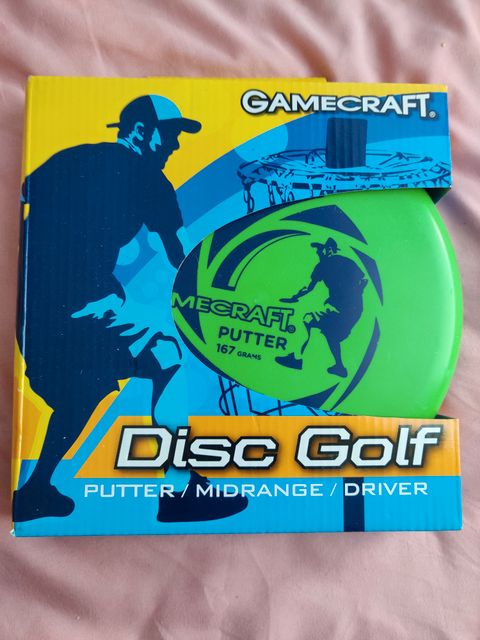 GAMECRAFT®
MECRAFT®
PUTTER
167 GRAMS
Disc Golf
PUTTER / MIDRANGE / DRIVER